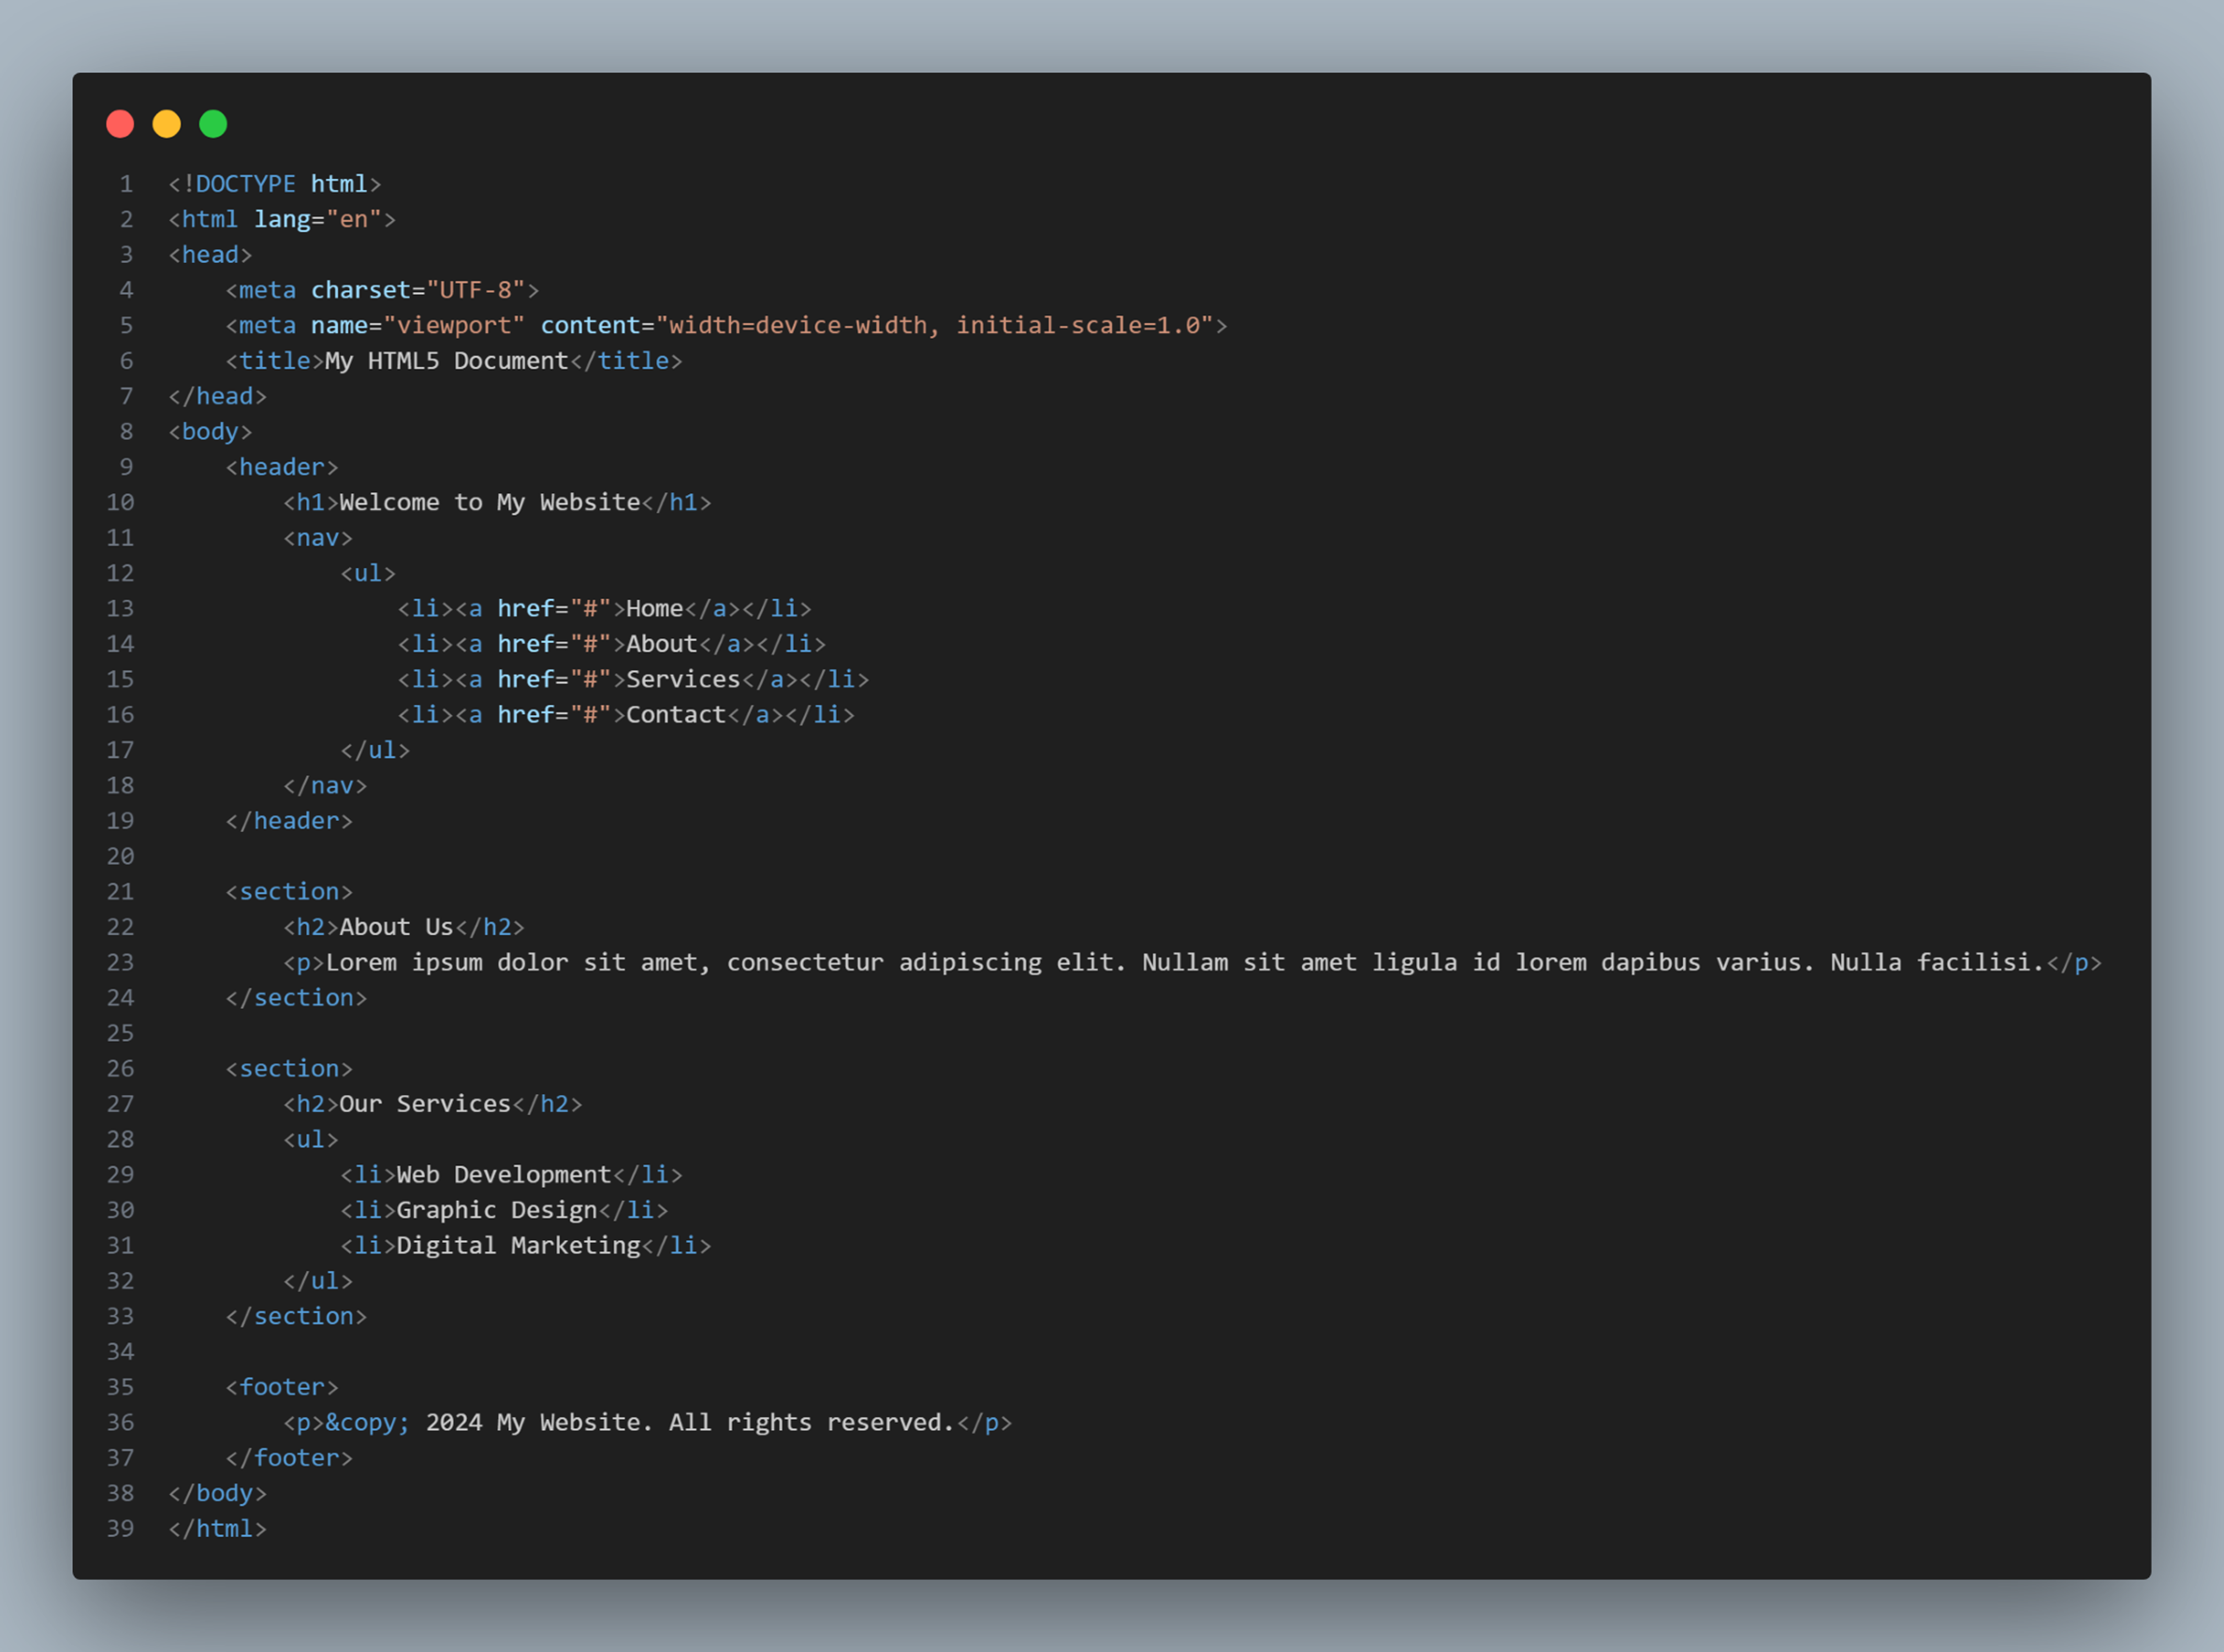 1 <!DOCTYPE html>
2 <html lang="en">
3 <head>
4     <meta charset="UTF-8">
5     <meta name="viewport" content="width=device-width, initial-scale=1.0">
6     <title>My HTML5 Document</title>
7 </head>
8 <body>
9     <header>
10         <h1>Welcome to My Website</h1>
11         <nav>
12             <ul>
13                 <li><a href="#">Home</a></li>
14                 <li><a href="#">About</a></li>
15                 <li><a href="#">Services</a></li>
16                 <li><a href="#">Contact</a></li>
17             </ul>
18         </nav>
19     </header>
20
21     <section>
22         <h2>About Us</h2>
23         <p>Lorem ipsum dolor sit amet, consectetur adipiscing elit. Nullam sit amet ligula id lorem dapibus varius. Nulla facilisi.</p>
24     </section>
25
26     <section>
27         <h2>Our Services</h2>
28         <ul>
29             <li>Web Development</li>
30             <li>Graphic Design</li>
31             <li>Digital Marketing</li>
32         </ul>
33     </section>
34
35     <footer>
36         <p>&copy; 2024 My Website. All rights reserved.</p>
37     </footer>
38 </body>
39 </html>